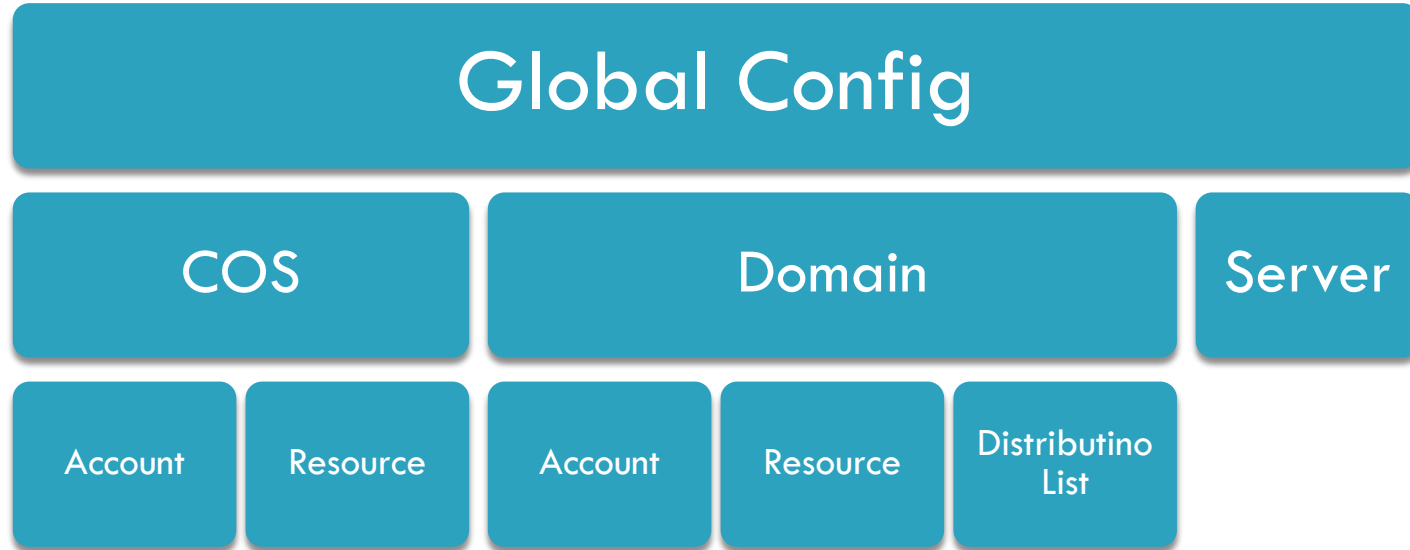 Global Config
COS
Domain
Server
Account
Resource
Account
Resource
Distributino
List